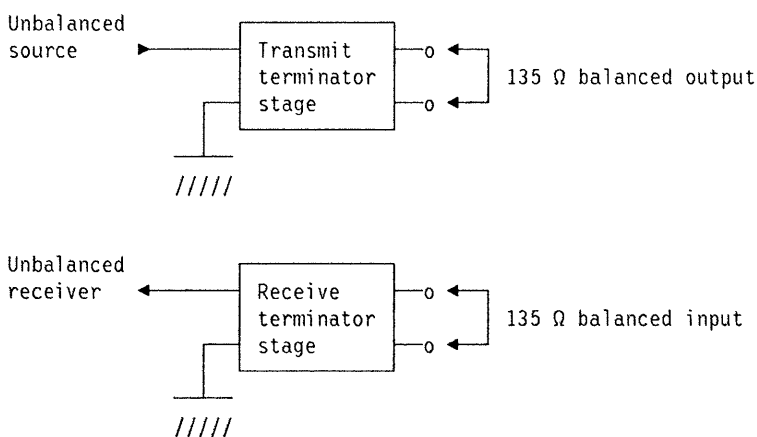 Unbalanced
source
Transmit
terminator
stage
135 Ω balanced output
Unbalanced
receiver
Receive
terminator
stage
135 Ω balanced input